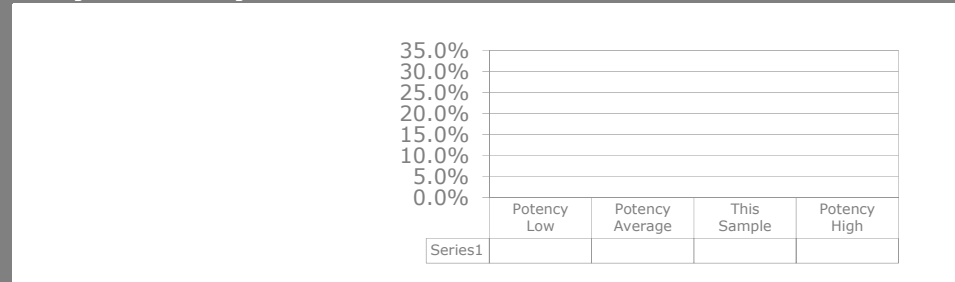 35.0%
30.0%
25.0%
20.0%
15.0%
10.0%
5.0%
0.0%
Potency Low
Potency Average
This Sample
Potency High
Series1